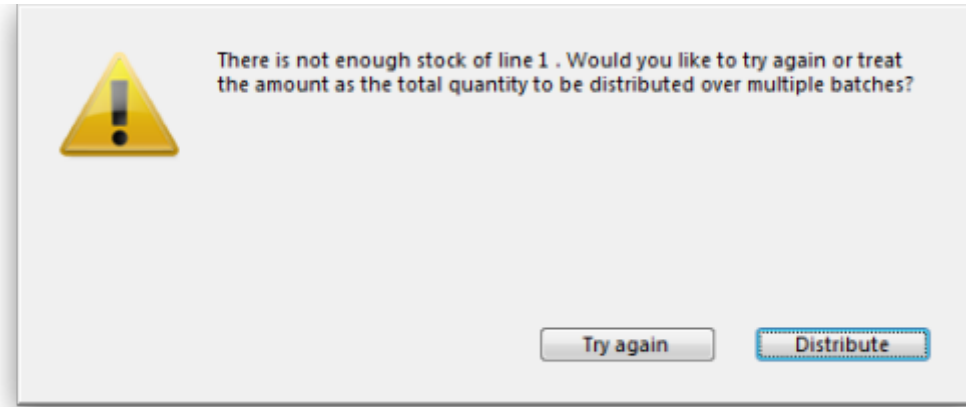 There is not enough stock of line 1 . Would you like to try again or treat
the amount as the total quantity to be distributed over multiple batches?
Try again
Distribute